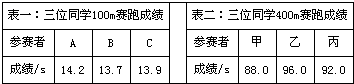 表一：三位同学100m赛跑成绩
参赛者 A B C
成绩/s 14.2 13.7 13.9
表二：三位同学400m赛跑成绩
参赛者 甲 乙 丙
成绩/s 88.0 96.0 92.0